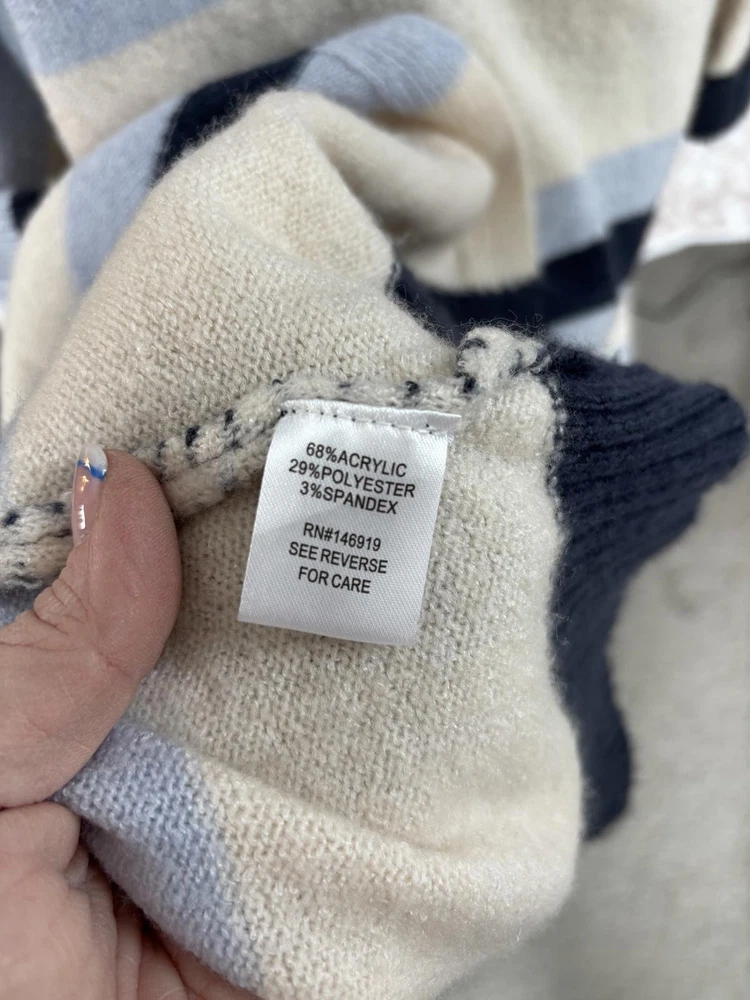 68%ACRYLIC
29%POLYESTER
3%SPANDEX
RN#146919
SEE REVERSE
FOR CARE